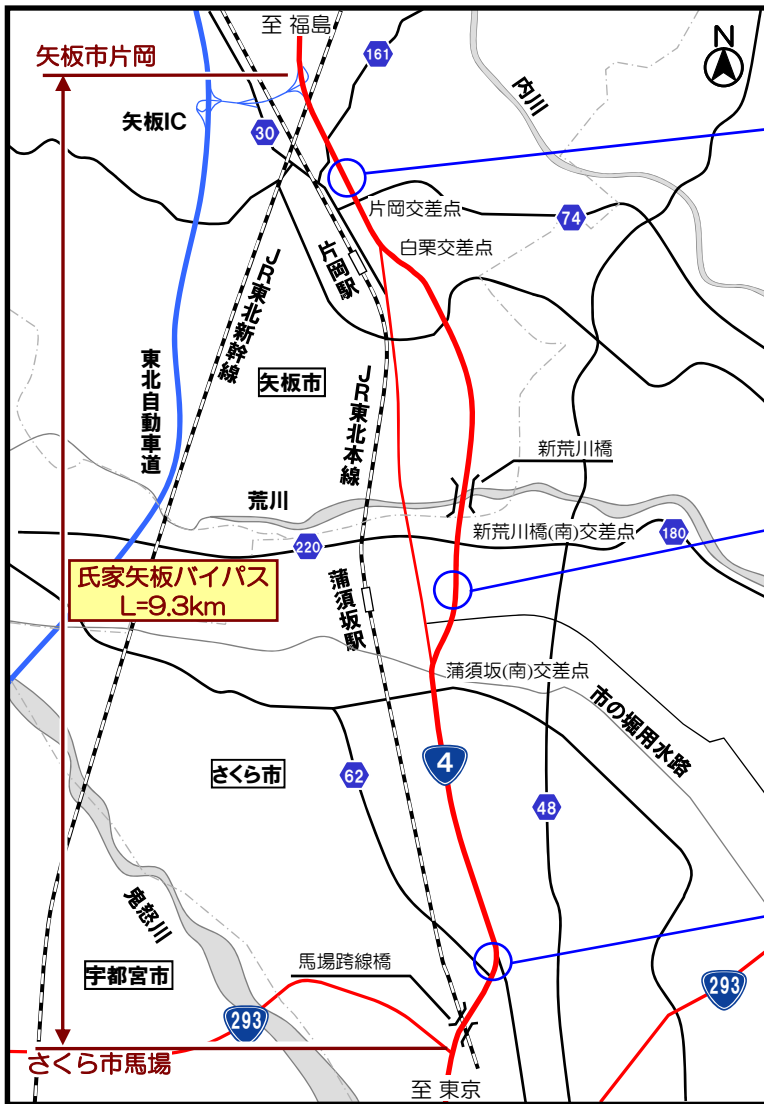 至 福島
N
矢板市片岡
161
内川
矢板IC
30
片岡交差点
74
白栗交差点
片岡駅
JR東北新幹線
東北自動車道
矢板市
JR東北本線
新荒川橋
荒川
新荒川橋(南)交差点
180
220
氏家矢板バイパス
L=9.3km
蒲須坂駅
蒲須坂(南)交差点
市の堀用水路
4
さくら市
62
48
鬼怒川
馬場跨線橋
宇都宮市
293
293
さくら市馬場
至 東京